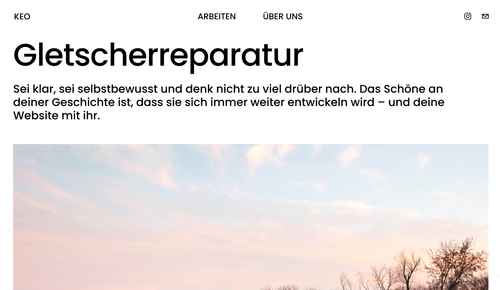 KEO
ARBEITEN
ÜBER UNS
Gletscherreparatur
Sei klar, sei selbstbewusst und denk nicht zu viel drüber nach. Das Schöne an
deiner Geschichte ist, dass sie sich immer weiter entwickeln wird – und deine
Website mit ihr.